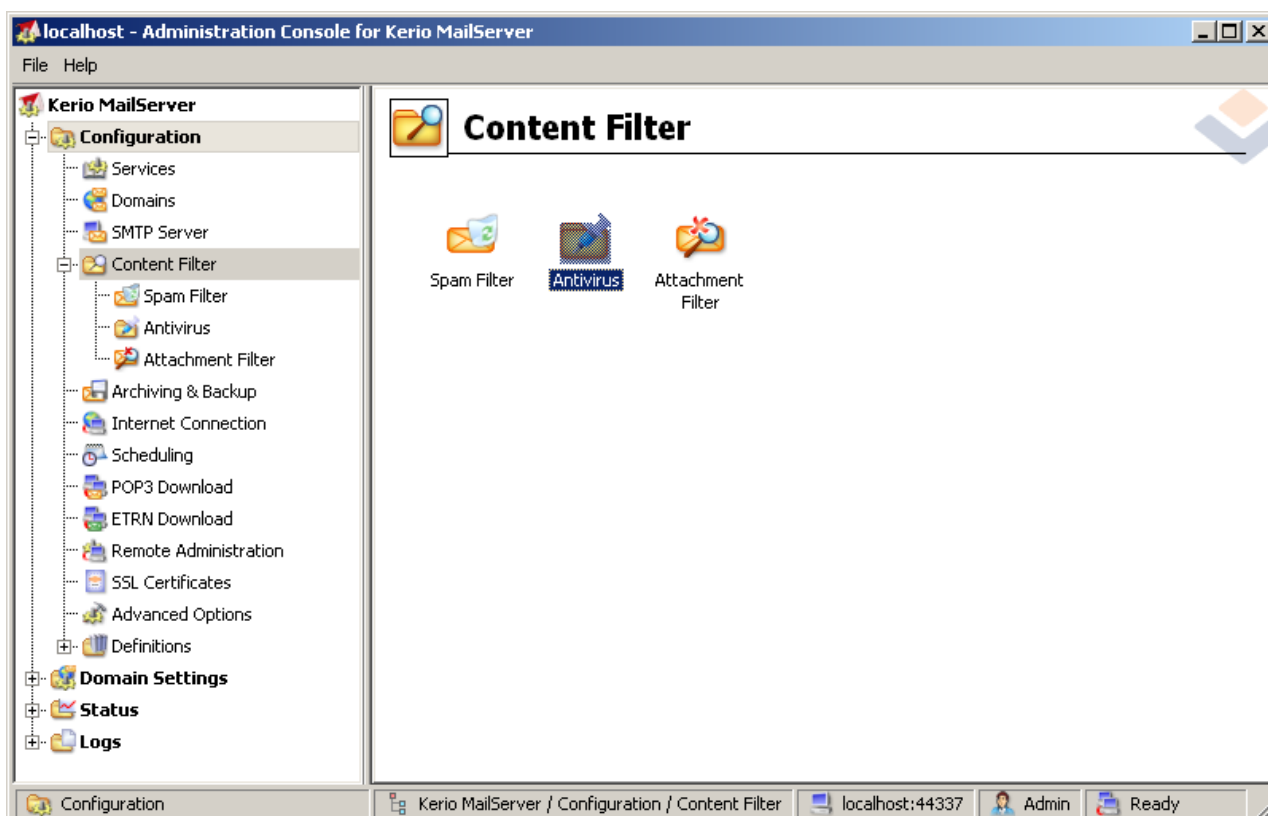 localhost - Administration Console for Kerio MailServer
File Help
Kerio MailServer
Configuration
Services
Domains
SMTP Server
Content Filter
Spam Filter
Antivirus
Attachment Filter
Archiving & Backup
Internet Connection
Scheduling
POP3 Download
ETRN Download
Remote Administration
SSL Certificates
Advanced Options
Definitions
Domain Settings
Status
Logs
Content Filter
Spam Filter
Antivirus
Attachment
Filter
Configuration
Kerio MailServer / Configuration / Content Filter
localhost:44337
Admin
Ready